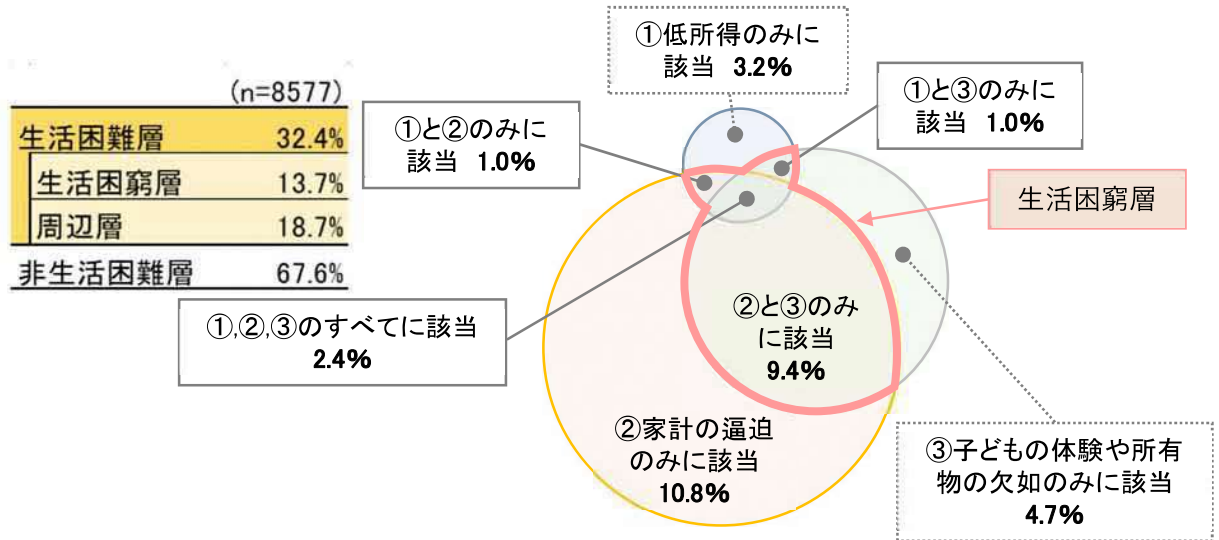 (n=8577)
生活困難層 32.4%
生活困窮層 13.7%
周辺層 18.7%
非生活困難層 67.6%
①低所得のみに
該当 3.2%
①と③のみに
該当 1.0%
①と②のみに
該当 1.0%
生活困窮層
①,②,③のすべてに該当
2.4%
②と③のみ
に該当
9.4%
②家計の逼迫
のみに該当
10.8%
③子どもの体験や所有
物の欠如のみに該当
4.7%